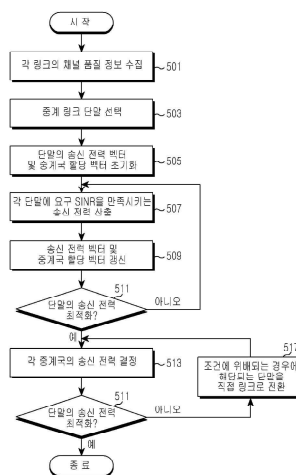 시 작
각 링크의 채널 품질 정보 수집
501
중계 링크 단말 선택
503
단말의 송신 전력 벡터
및 중계국 할당 벡터 초기화
505
각 단말에 요구 SINR을 만족시키는
송신 전력 산출
507
송신 전력 벡터 및
중계국 할당 벡터 갱신
509
511
단말의 송신 전력
최적화?
아니오
예
각 중계국의 송신 전력 결정
513
517
조건에 위배되는 경우에
해당되는 단말을
직접 링크로 전환
511
단말의 송신 전력
최적화?
아니오
예
종 료